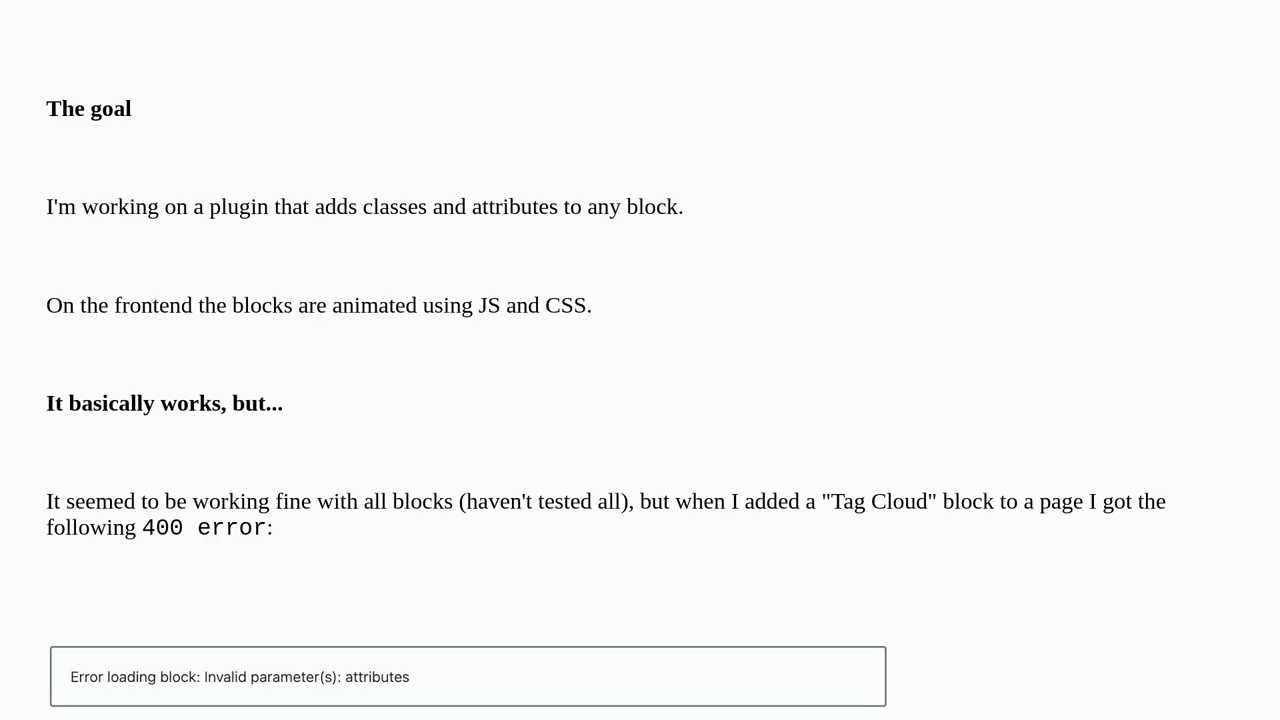 The goal
I'm working on a plugin that adds classes and attributes to any block.
On the frontend the blocks are animated using JS and CSS.
It basically works, but...
It seemed to be working fine with all blocks (haven't tested all), but when I added a "Tag Cloud" block to a page I got the
following 400 error:
Error loading block: Invalid parameter(s): attributes